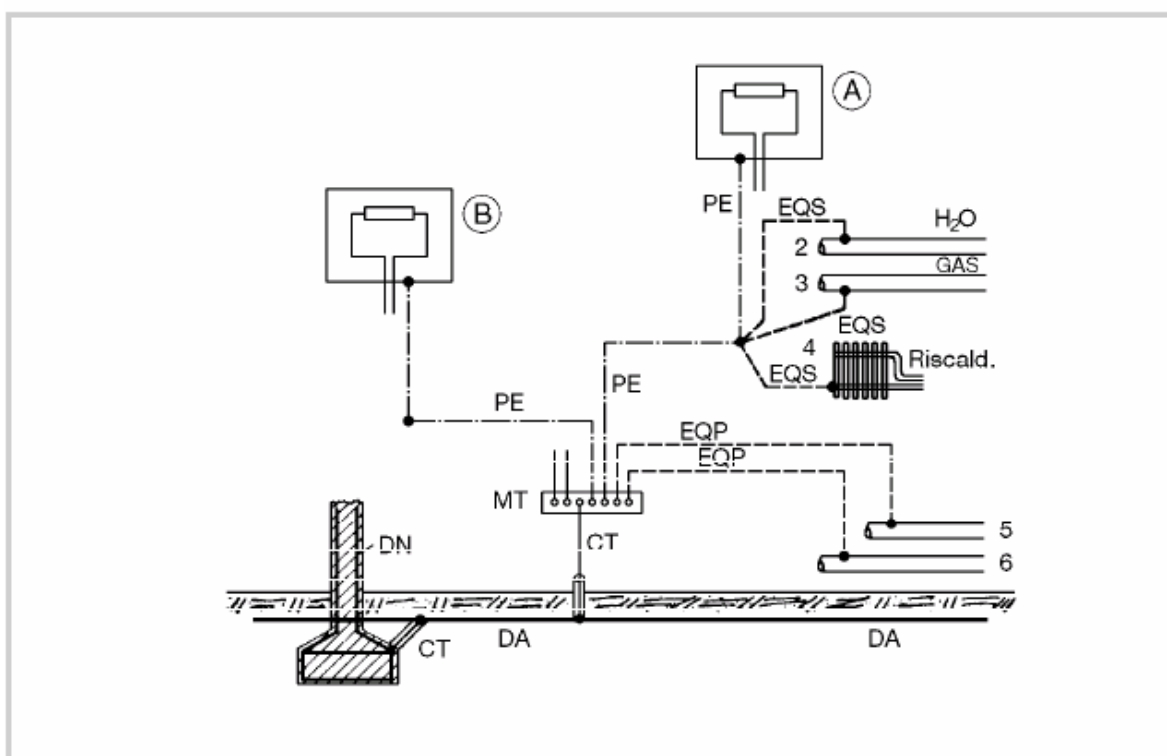 A
PE
EQS
H₂O
2
B
3
GAS
EQS
4
Riscald.
EQS
PE
PE
EQP
EQP
MT
5
CT
DN
6
CT
DA
DA